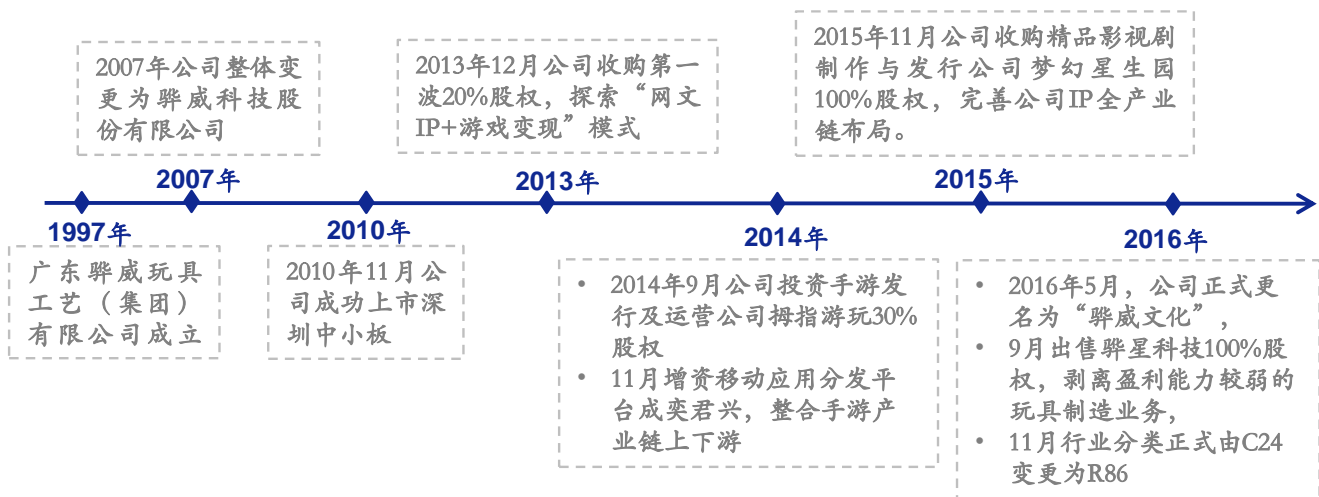 2007年公司整体变
更为骅威科技股
份有限公司
2013年12月公司收购第一
波20%股权，探索“网文
IP+游戏变现”模式
2015年11月公司收购精品影视剧
制作与发行公司梦幻星生园
100%股权，完善公司IP全产业
链布局。
2007年
2013年
2015年
1997年
2010年
2014年
2016年
广东骅威玩具
工艺（集团）
有限公司成立
2010年11月公
司成功上市深
圳中小板
• 2014年9月公司投资手游发
行及运营公司拇指游玩30%
股权
• 11月增资移动应用分发平
台成奕君兴，整合手游产
业链上下游
• 2016年5月，公司正式更
名为“骅威文化”，
• 9月出售骅星科技100%股
权，剥离盈利能力较弱的
玩具制造业务，
• 11月行业分类正式由C24
变更为R86